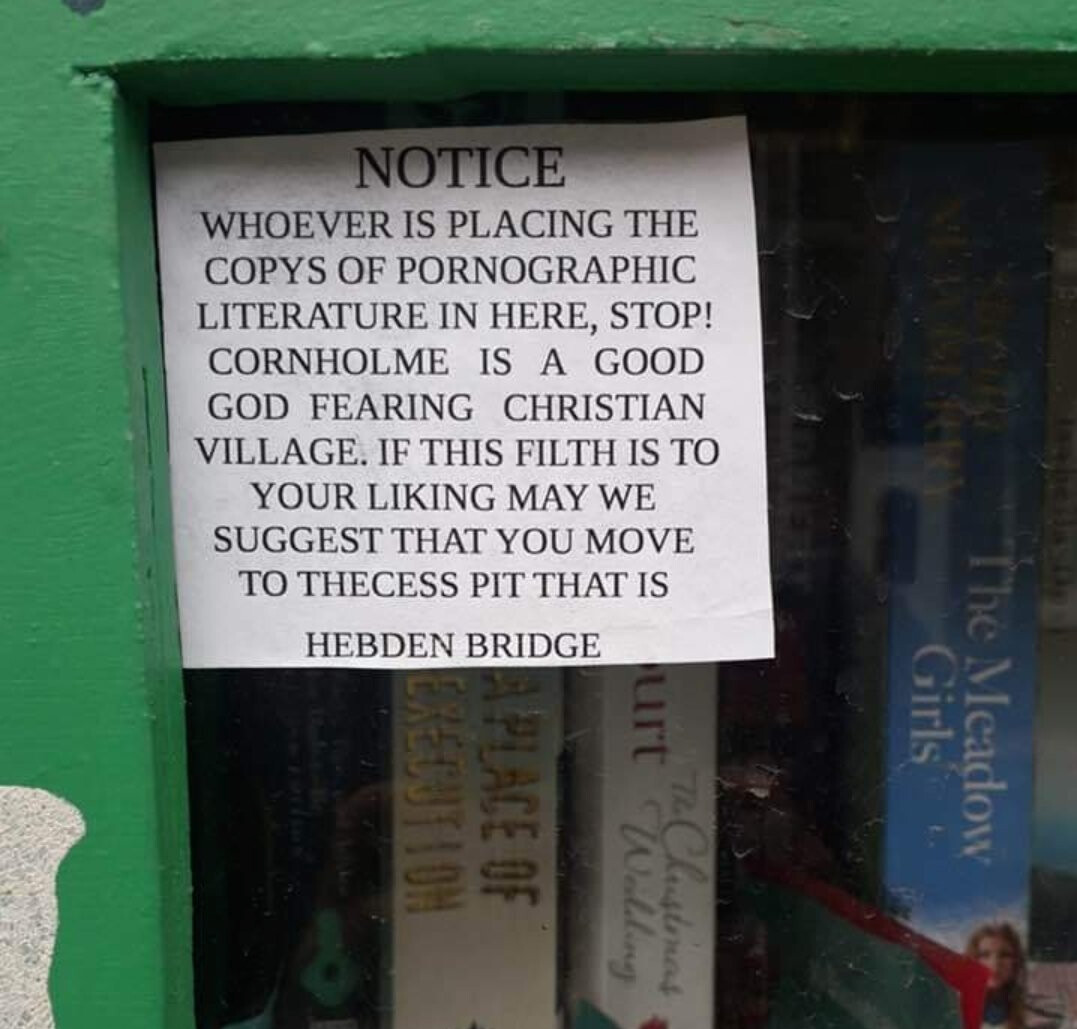 NOTICE
WHOEVER IS PLACING THE
COPYS OF PORNOGRAPHIC
LITERATURE IN HERE, STOP!
CORNHOLME IS A GOOD
GOD FEARING CHRISTIAN
VILLAGE. IF THIS FILTH IS TO
YOUR LIKING MAY WE
SUGGEST THAT YOU MOVE
TO THECESS PIT THAT IS
HEBDEN BRIDGE
A PLACE OF
EXECUTION
urt
The Christmas
Wedding
The Meadow
Girls